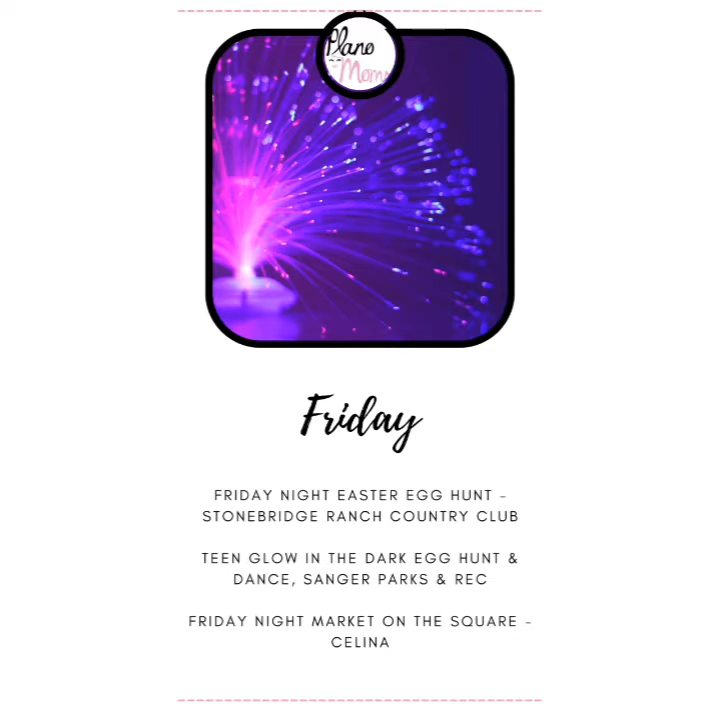 Plano
Moms
Friday
FRIDAY NIGHT EASTER EGG HUNT -
STONEBRIDGE RANCH COUNTRY CLUB
TEEN GLOW IN THE DARK EGG HUNT &
DANCE, SANGER PARKS & REC
FRIDAY NIGHT MARKET ON THE SQUARE -
CELINA